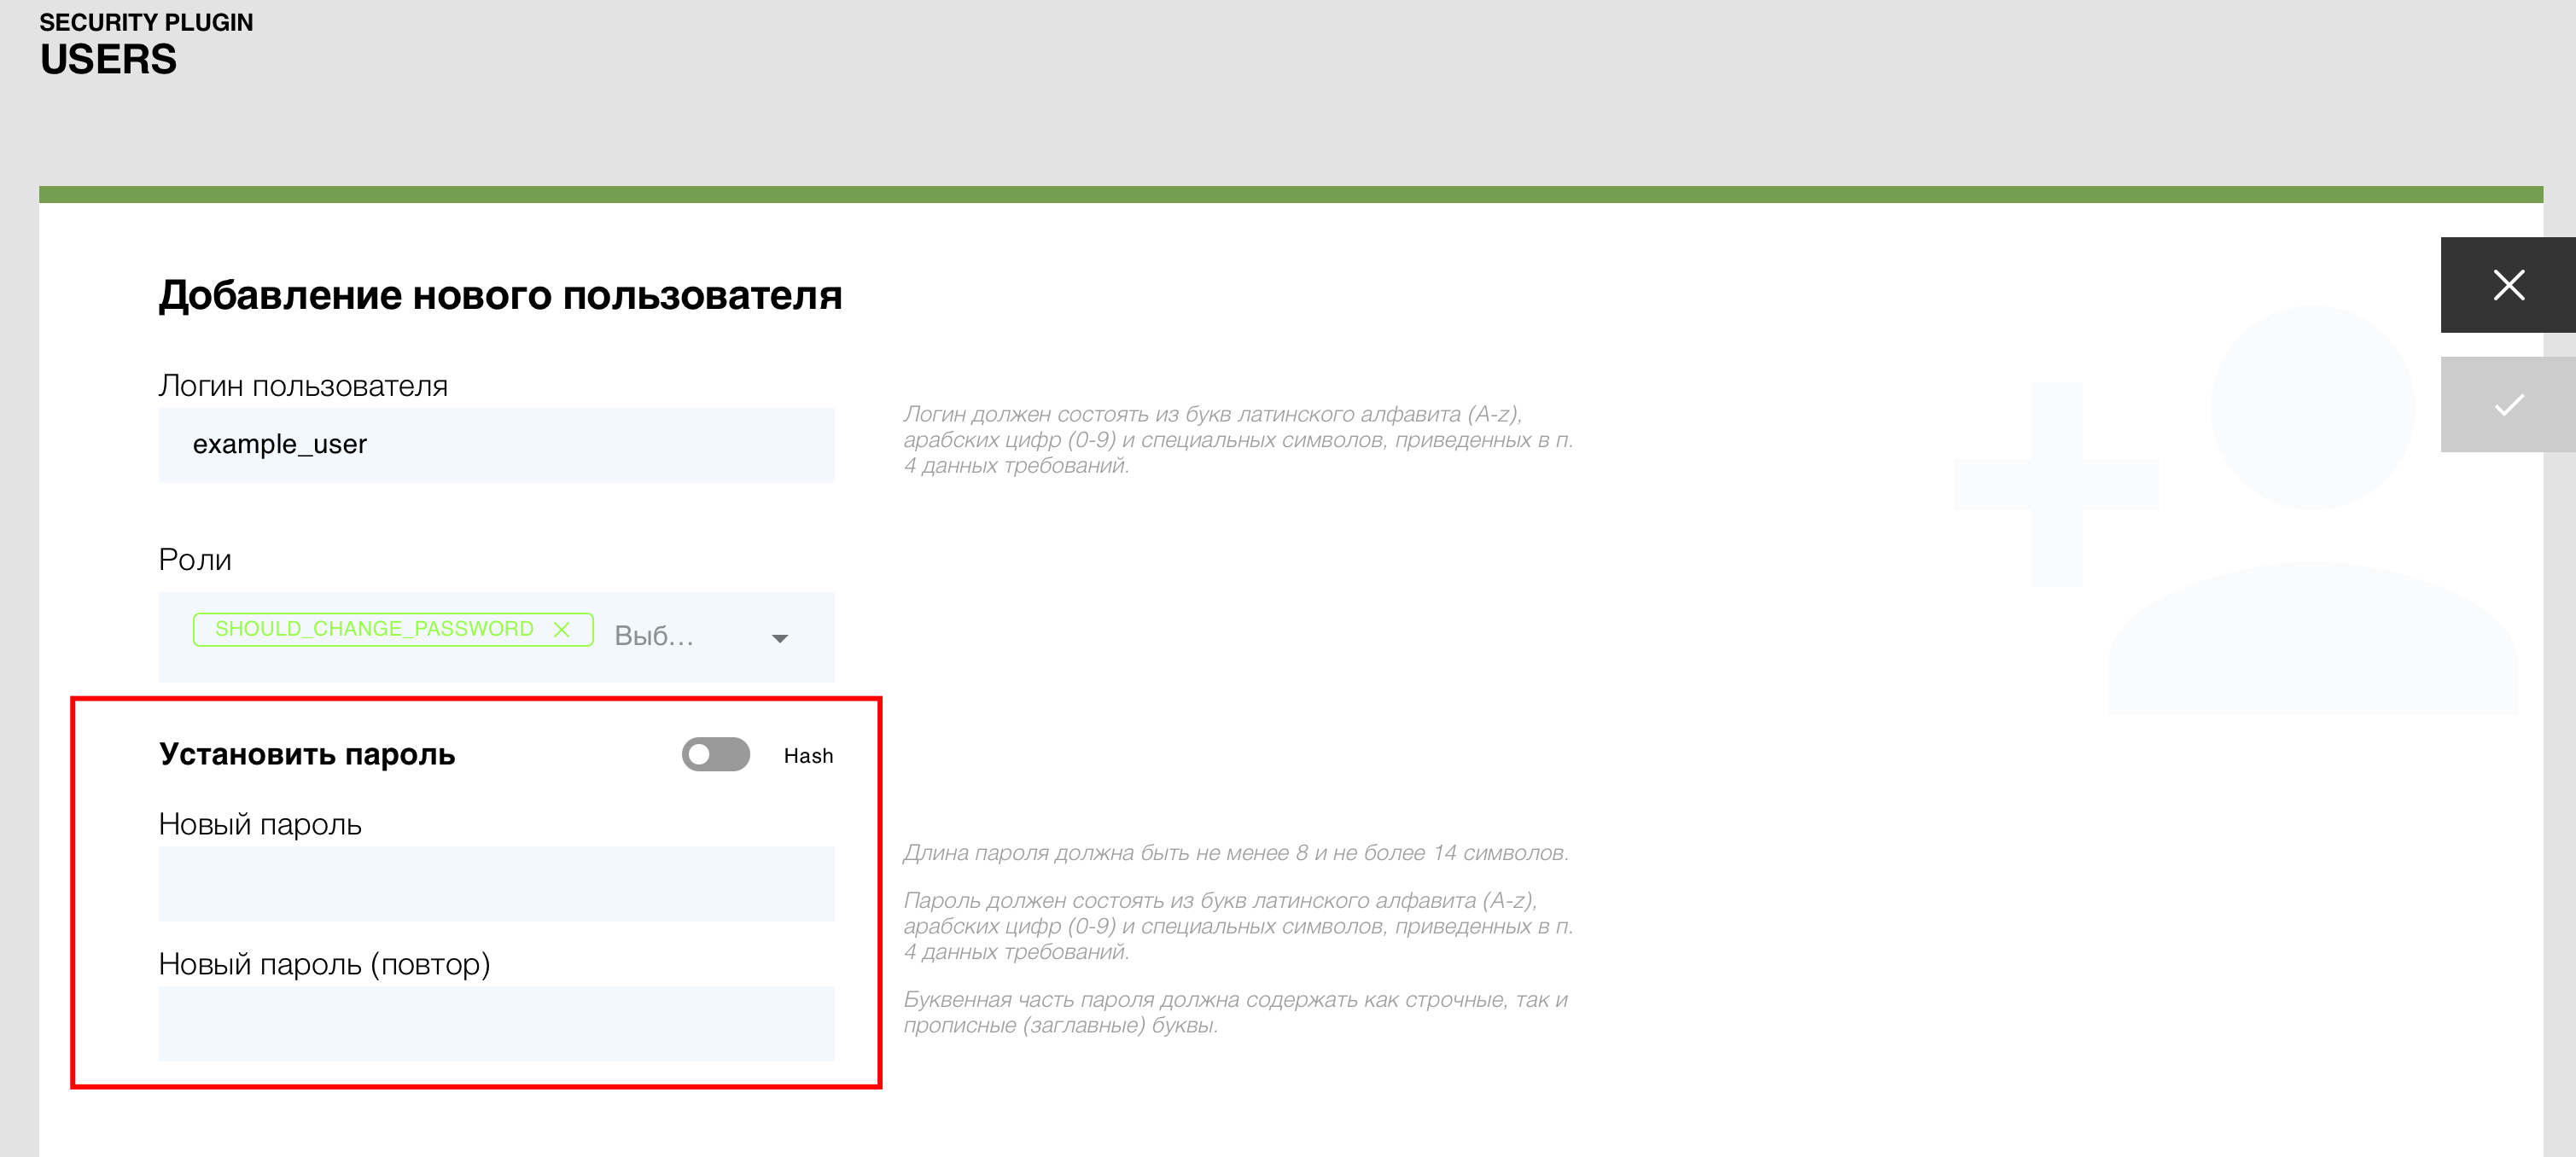 SECURITY PLUGIN
USERS
Добавление нового пользователя
Логин пользователя
example_user
Логин должен состоять из букв латинского алфавита (A-z),
арабских цифр (0-9) и специальных символов, приведенных в п.
4 данных требований.
Роли
SHOULD_CHANGE_PASSWORD
Выб...
Установить пароль
Hash
Новый пароль
Длина пароля должна быть не менее 8 и не более 14 символов.
Пароль должен состоять из букв латинского алфавита (A-z),
арабских цифр (0-9) и специальных символов, приведенных в п.
4 данных требований.
Новый пароль (повтор)
Буквенная часть пароля должна содержать как строчные, так и
прописные (заглавные) буквы.